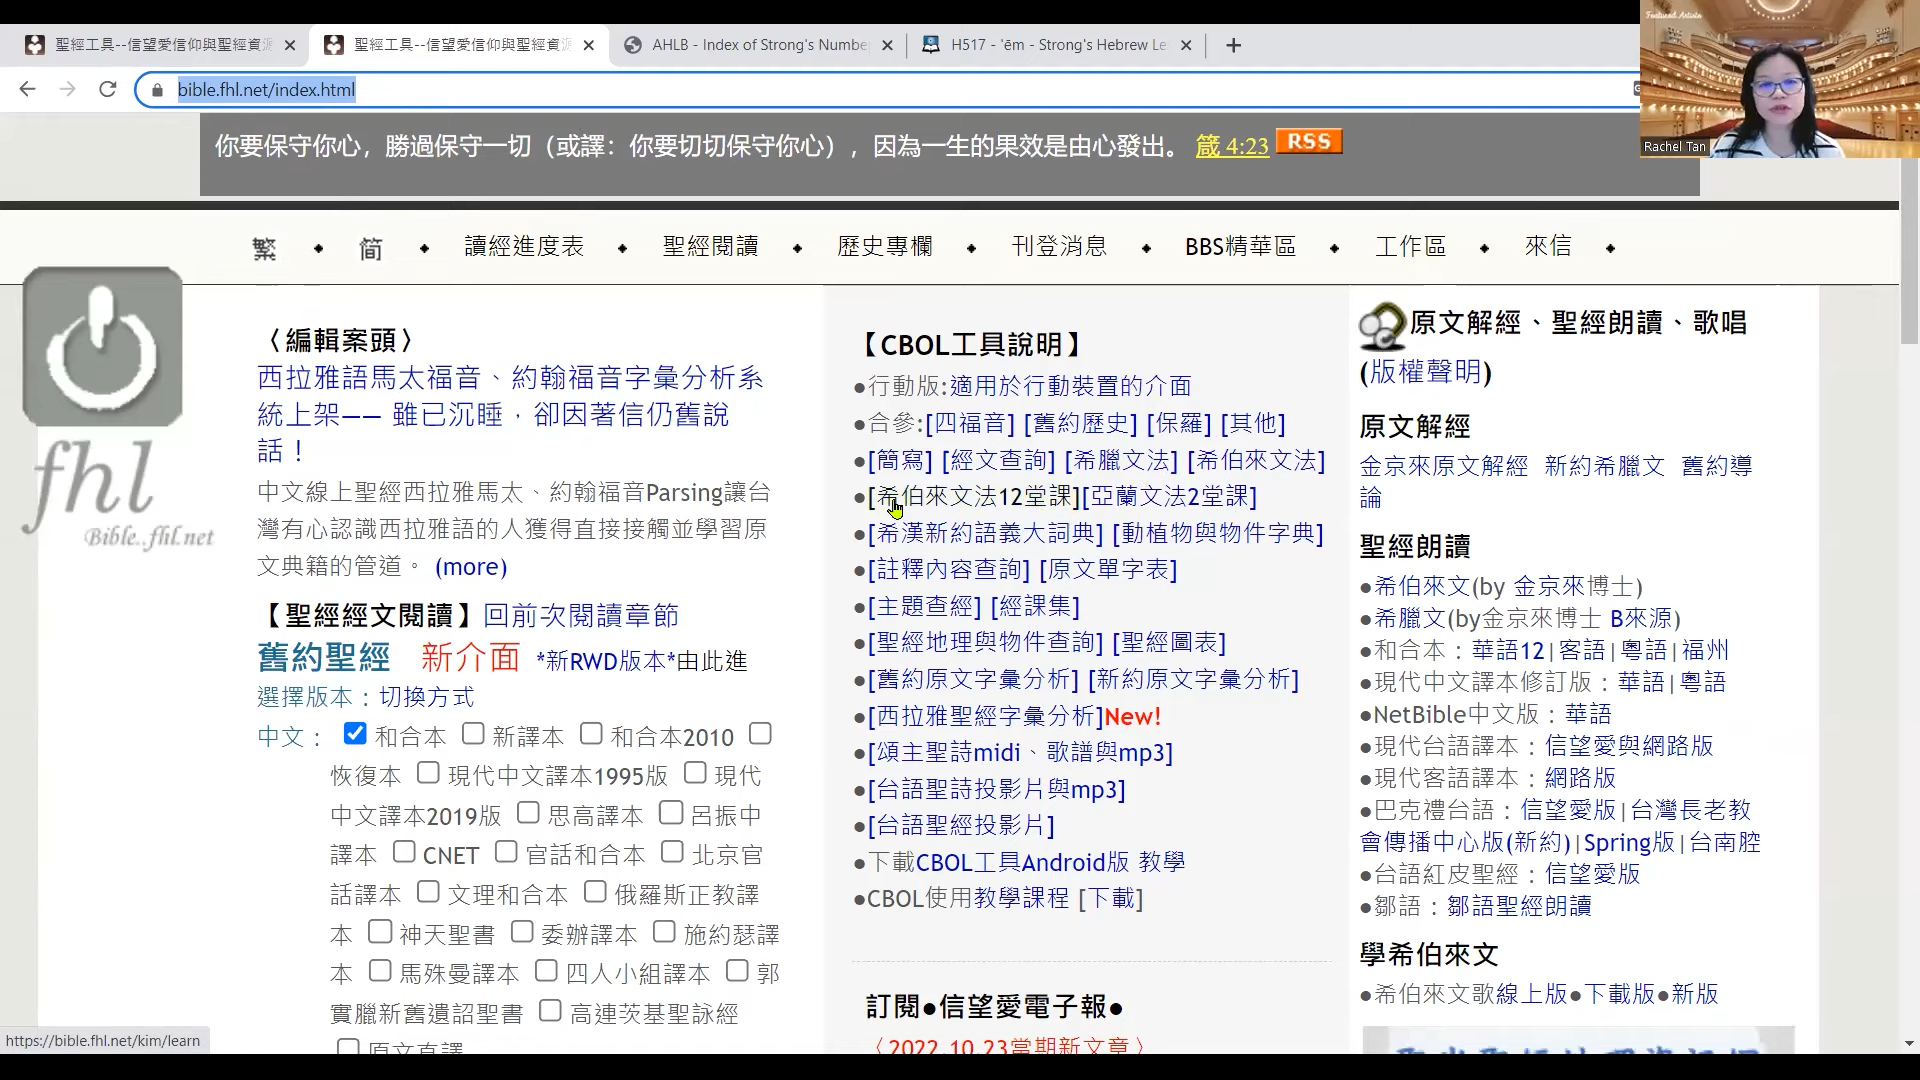 聖經工具--信望愛信仰與聖經資
聖經工具--信望愛信仰與聖經資源
AHLB - Index of Strong's Numbe
H517 - 'ēm - Strong's Hebrew Le
bible.fhl.net/index.html
Featured Artists
Rachel Tan
你要保守你心，勝過保守一切（或譯：你要切切保守你心），因為一生的果效是由心發出。 箴 4:23 RSS
繁 • 简 • 讀經進度表 • 聖經閱讀 • 歷史專欄 • 刊登消息 • BBS精華區 • 工作區 • 來信 •
fhl
Bible.fhl.net
〈編輯案頭〉
西拉雅語馬太福音、約翰福音字彙分析系
統上架—— 雖已沉睡，卻因著信仍舊說
話！
中文線上聖經西拉雅馬太、約翰福音Parsing讓台
灣有心認識西拉雅語的人獲得直接接觸並學習原
文典籍的管道。 (more)
【聖經經文閱讀】回前次閱讀章節
舊約聖經 新介面 *新RWD版本*由此進
選擇版本：切換方式
中文： 和合本 新譯本 和合本2010
恢復本 現代中文譯本1995版 現代
中文譯本2019版 思高譯本 呂振中
譯本 CNET 官話和合本 北京官
話譯本 文理和合本 俄羅斯正教譯
本 神天聖書 委辦譯本 施約瑟譯
本 馬殊曼譯本 四人小組譯本 郭
實臘新舊遺詔聖書 高連茨基聖詠經
原文直譯
【CBOL工具說明】
●行動版:適用於行動裝置的介面
●合參:[四福音] [舊約歷史] [保羅] [其他]
●[簡寫] [經文查詢] [希臘文法] [希伯來文法]
●[希伯來文法12堂課][亞蘭文法2堂課]
●[希漢新約語義大詞典] [動植物與物件字典]
●[註釋內容查詢] [原文單字表]
●[主題查經] [經課集]
●[聖經地理與物件查詢] [聖經圖表]
●[舊約原文字彙分析] [新約原文字彙分析]
●[西拉雅聖經字彙分析]New!
●[頌主聖詩midi、歌譜與mp3]
●[台語聖詩投影片與mp3]
●[台語聖經投影片]
●下載CBOL工具Android版 教學
●CBOL使用教學課程 [下載]
訂閱●信望愛電子報●
〈2022.10.23當期新文章〉
原文解經、聖經朗讀、歌唱
(版權聲明)
原文解經
金京來原文解經 新約希臘文 舊約導
論
聖經朗讀
●希伯來文(by 金京來博士)
●希臘文(by金京來博士 B來源)
●和合本：華語12|客語|粵語|福州
●現代中文譯本修訂版：華語|粵語
●NetBible中文版：華語
●現代台語譯本：信望愛與網路版
●現代客語譯本：網路版
●巴克禮台語：信望愛版|台灣長老教
會傳播中心版(新約)|Spring版|台南腔
●台語紅皮聖經：信望愛版
●鄒語：鄒語聖經朗讀
學希伯來文
●希伯來文歌線上版●下載版●新版
https://bible.fhl.net/kim/learn